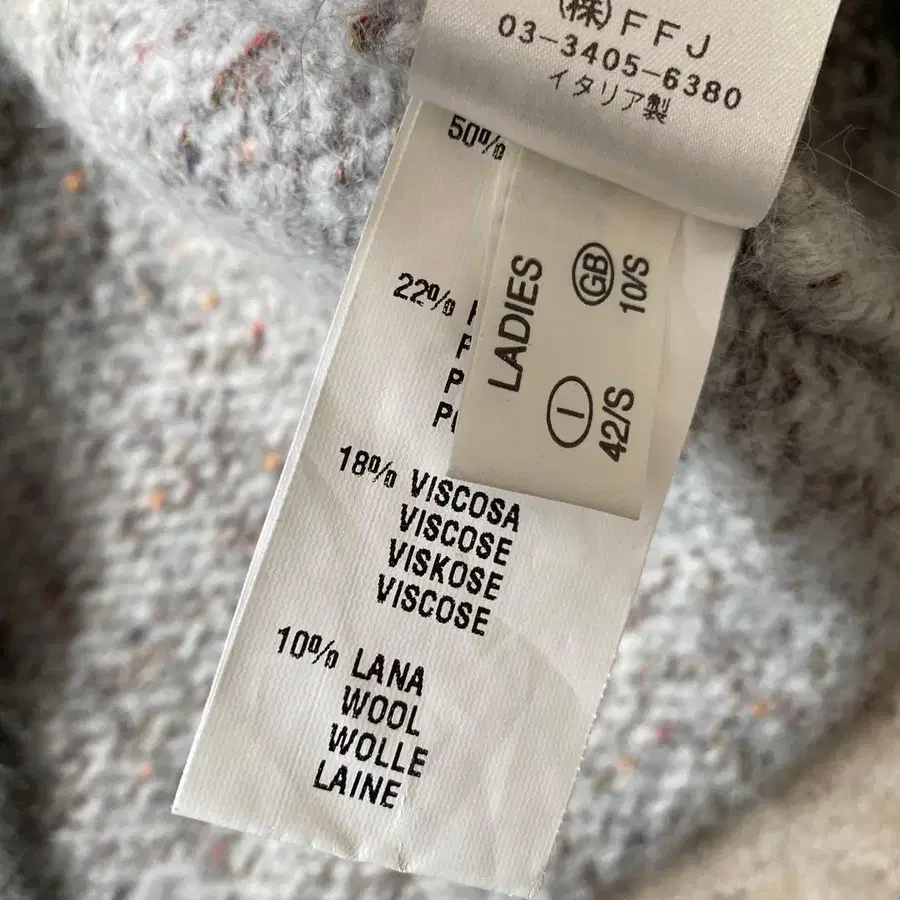 (株)FFJ
03-3405-6380
イタリア製
50%
22%
LADIES
GB
10/S
I
42/S
18% VISCOSA
VISCOSE
VISKOSE
VISCOSE
10% LANA
WOOL
WOLLE
LAINE